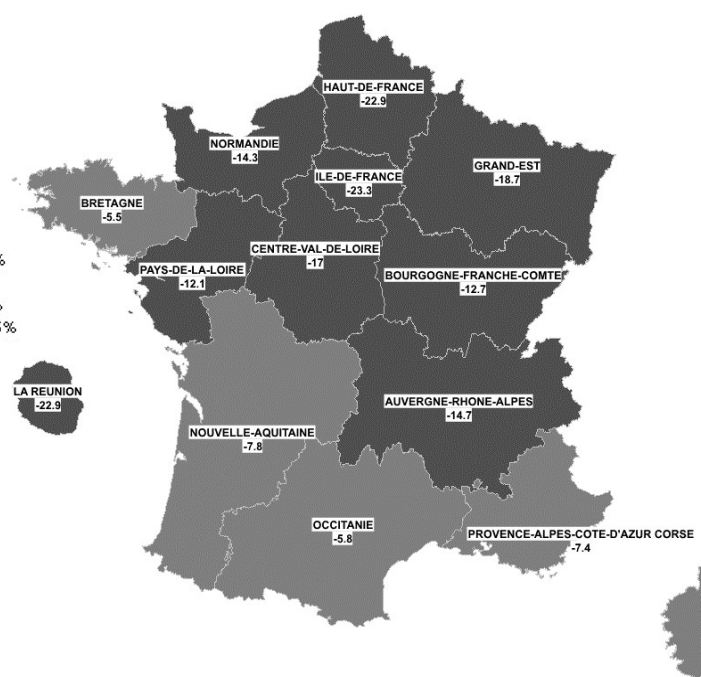 HAUT-DE-FRANCE
-22.9
NORMANDIE
-14.3
GRAND-EST
-18.7
ILE-DE-FRANCE
-23.3
BRETAGNE
-5.5
CENTRE-VAL-DE-LOIRE
-17
%
PAYS-DE-LA-LOIRE
-12.1
BOURGOGNE-FRANCHE-COMTE
-12.7
%
LA REUNION
-22.9
AUVERGNE-RHONE-ALPES
-14.7
NOUVELLE-AQUITAINE
-7.8
OCCITANIE
-5.8
PROVENCE-ALPES-COTE-D'AZUR CORSE
-7.4